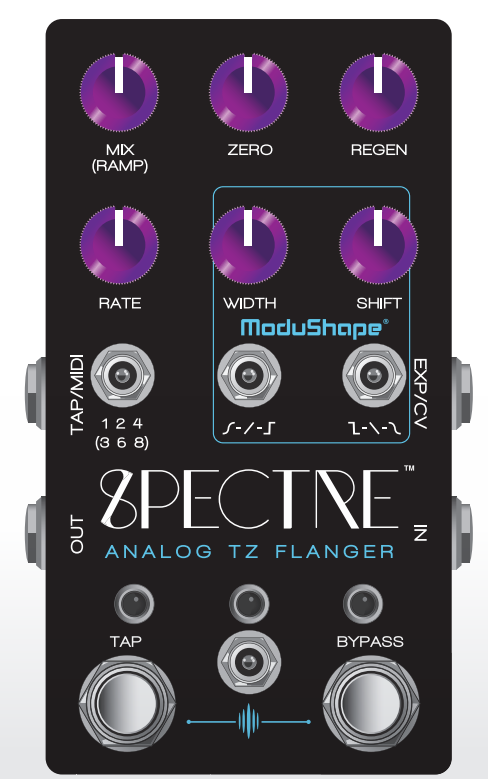 MIX ZERO REGEN
(RAMP)
RATE WIDTH SHIFT
ModuShape®
TAP/MIDI
EXP/CV
1 2 4
(3 6 8)
SPECTRE™
OUT
IN
ANALOG TZ FLANGER
TAP BYPASS